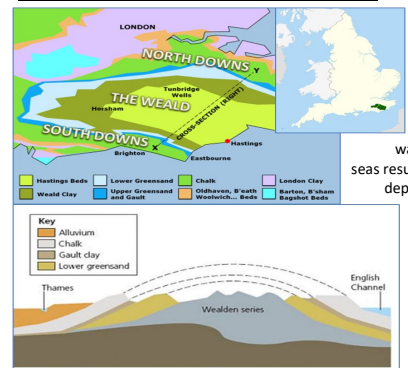 LONDON
NORTH DOWNS
Y
Tunbridge
Wells
THE WEALD
Horsham
CROSS-SECTION (RIGHT)
SOUTH DOWNS
X
Hastings
Brighton
Eastbourne
Hastings Beds
Lower Greensand
Chalk
London Clay
Weald Clay
Upper Greensand
and Gault
Oldhaven, B'eath
Woolwich... Beds
Barton, B'sham
Bagshot Beds
wa
seas resu
dep
Key
Alluvium
Chalk
Gault clay
Lower greensand
Thames
English
Channel
Wealden series